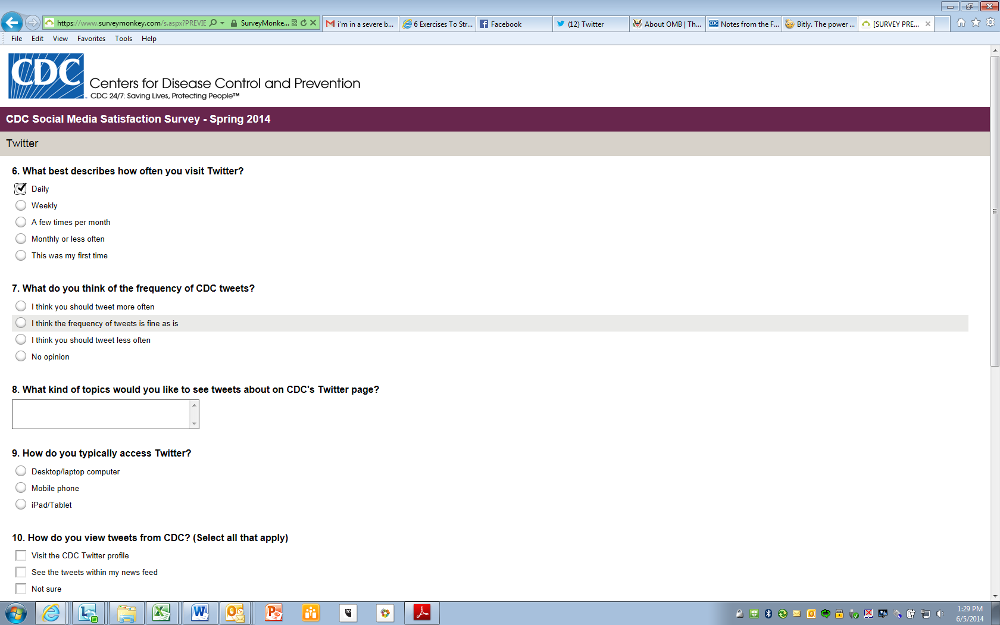 https://www.surveymonkey.com/s.aspx?PREVIE
SurveyMonke...
i'm in a severe b...
6 Exercises To Str...
Facebook
(12) Twitter
About OMB | Th...
Notes from the F...
Bitly. The power ...
[SURVEY PRE...
File Edit View Favorites Tools Help
CDC
Centers for Disease Control and Prevention
CDC 24/7: Saving Lives, Protecting People™
CDC Social Media Satisfaction Survey - Spring 2014
Twitter
6. What best describes how often you visit Twitter?
Daily
Weekly
A few times per month
Monthly or less often
This was my first time
7. What do you think of the frequency of CDC tweets?
I think you should tweet more often
I think the frequency of tweets is fine as is
I think you should tweet less often
No opinion
8. What kind of topics would you like to see tweets about on CDC's Twitter page?
9. How do you typically access Twitter?
Desktop/laptop computer
Mobile phone
iPad/Tablet
10. How do you view tweets from CDC? (Select all that apply)
Visit the CDC Twitter profile
See the tweets within my news feed
Not sure
1:29 PM
6/5/2014